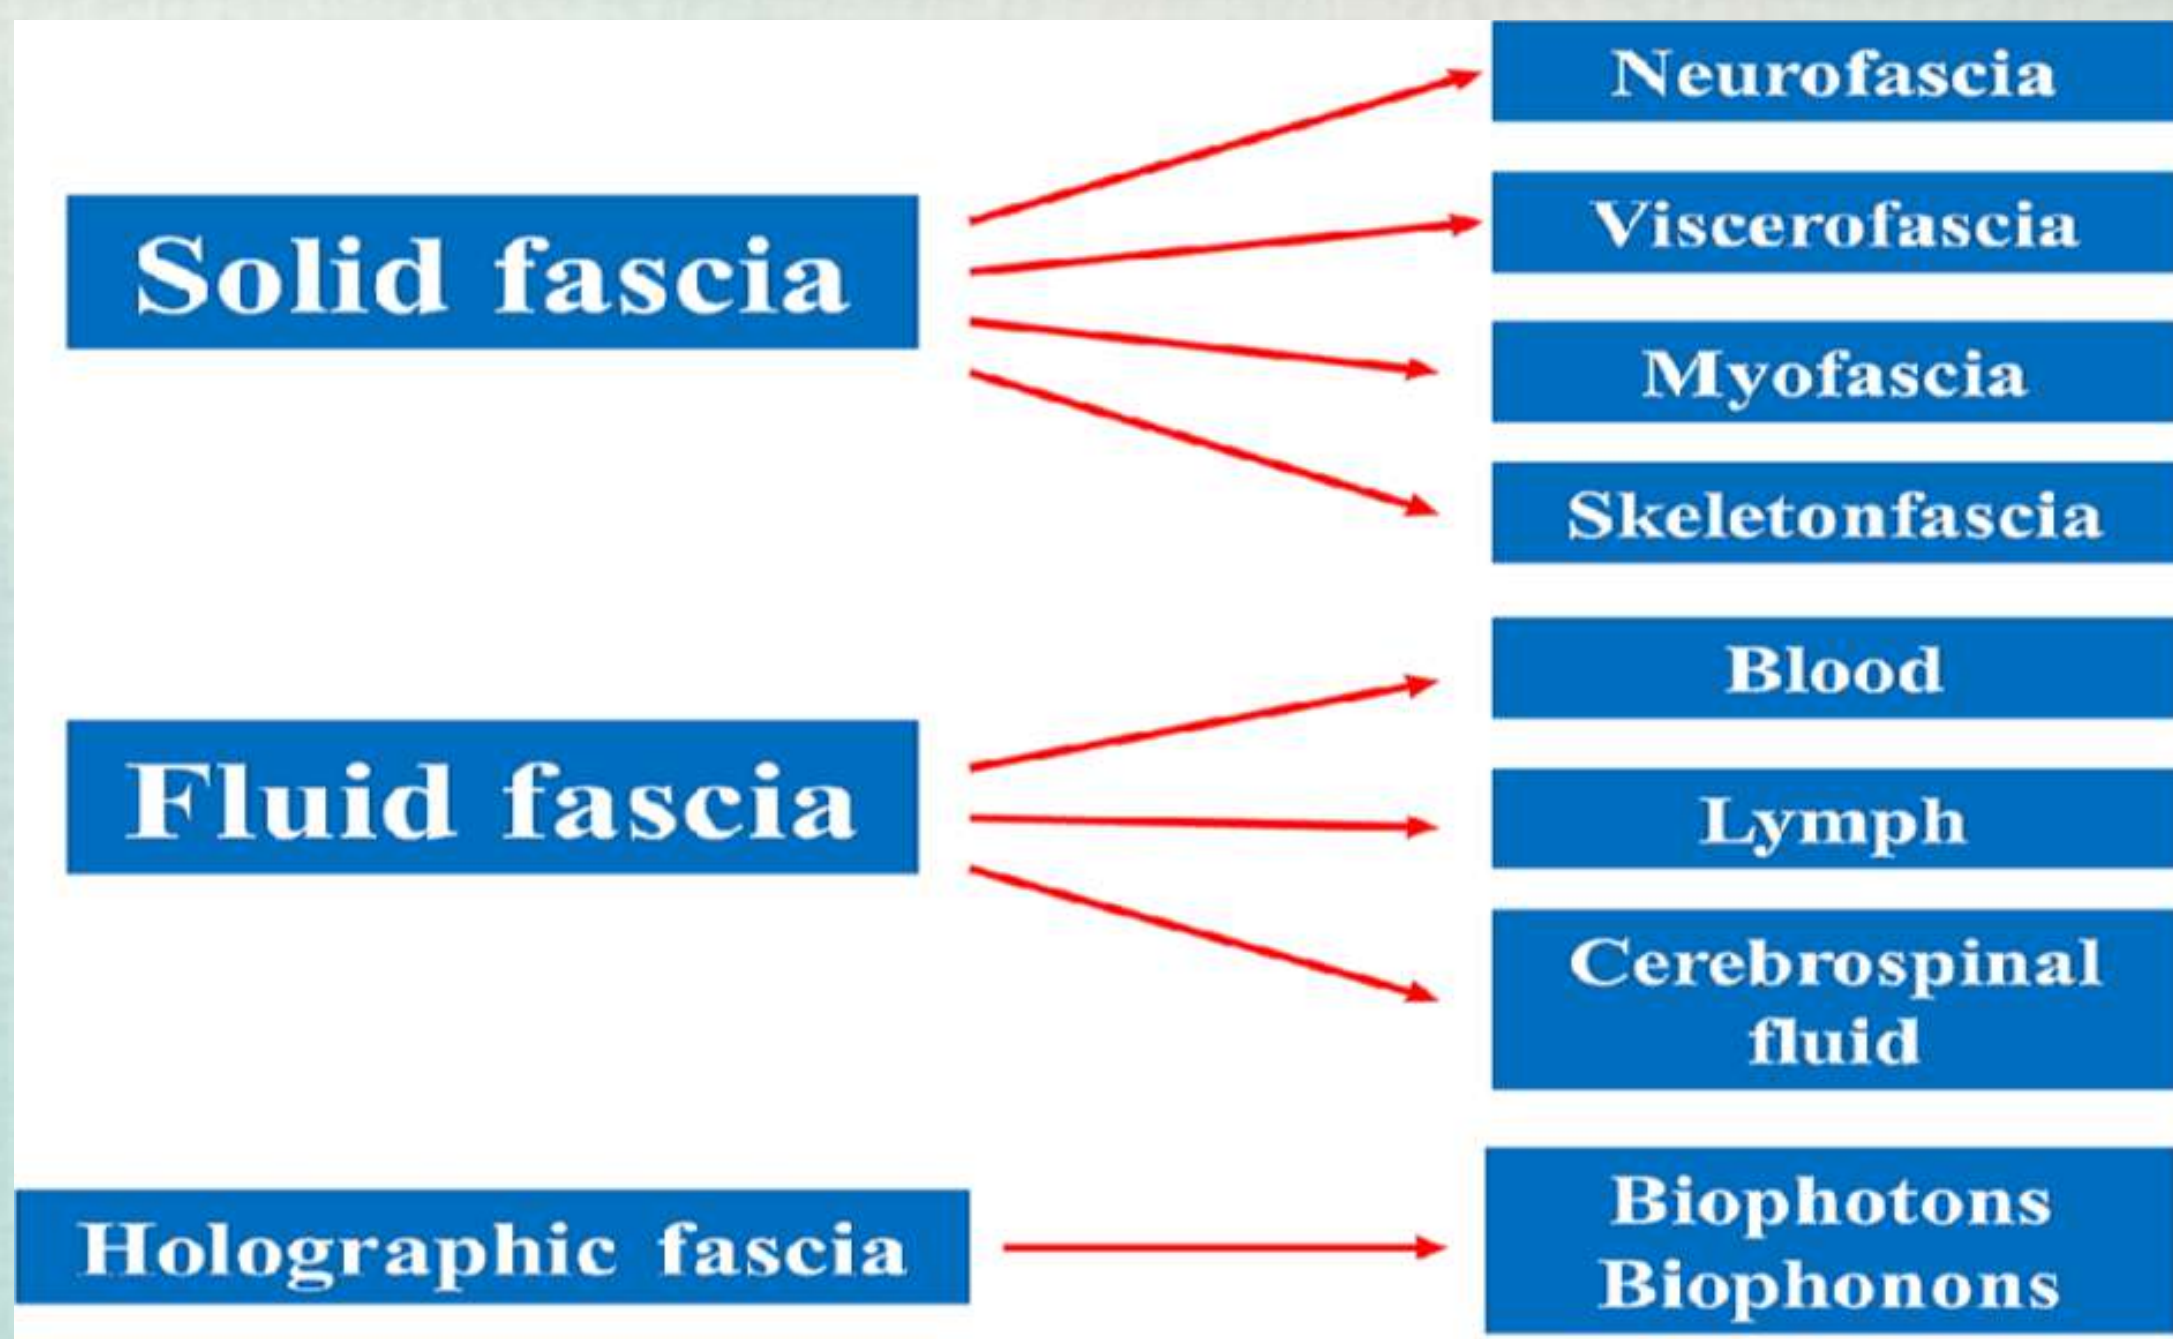 Solid fascia
Neurofascia
Viscerofascia
Myofascia
Skeletonfascia
Fluid fascia
Blood
Lymph
Cerebrospinal
fluid
Holographic fascia
Biophotons
Biophonons